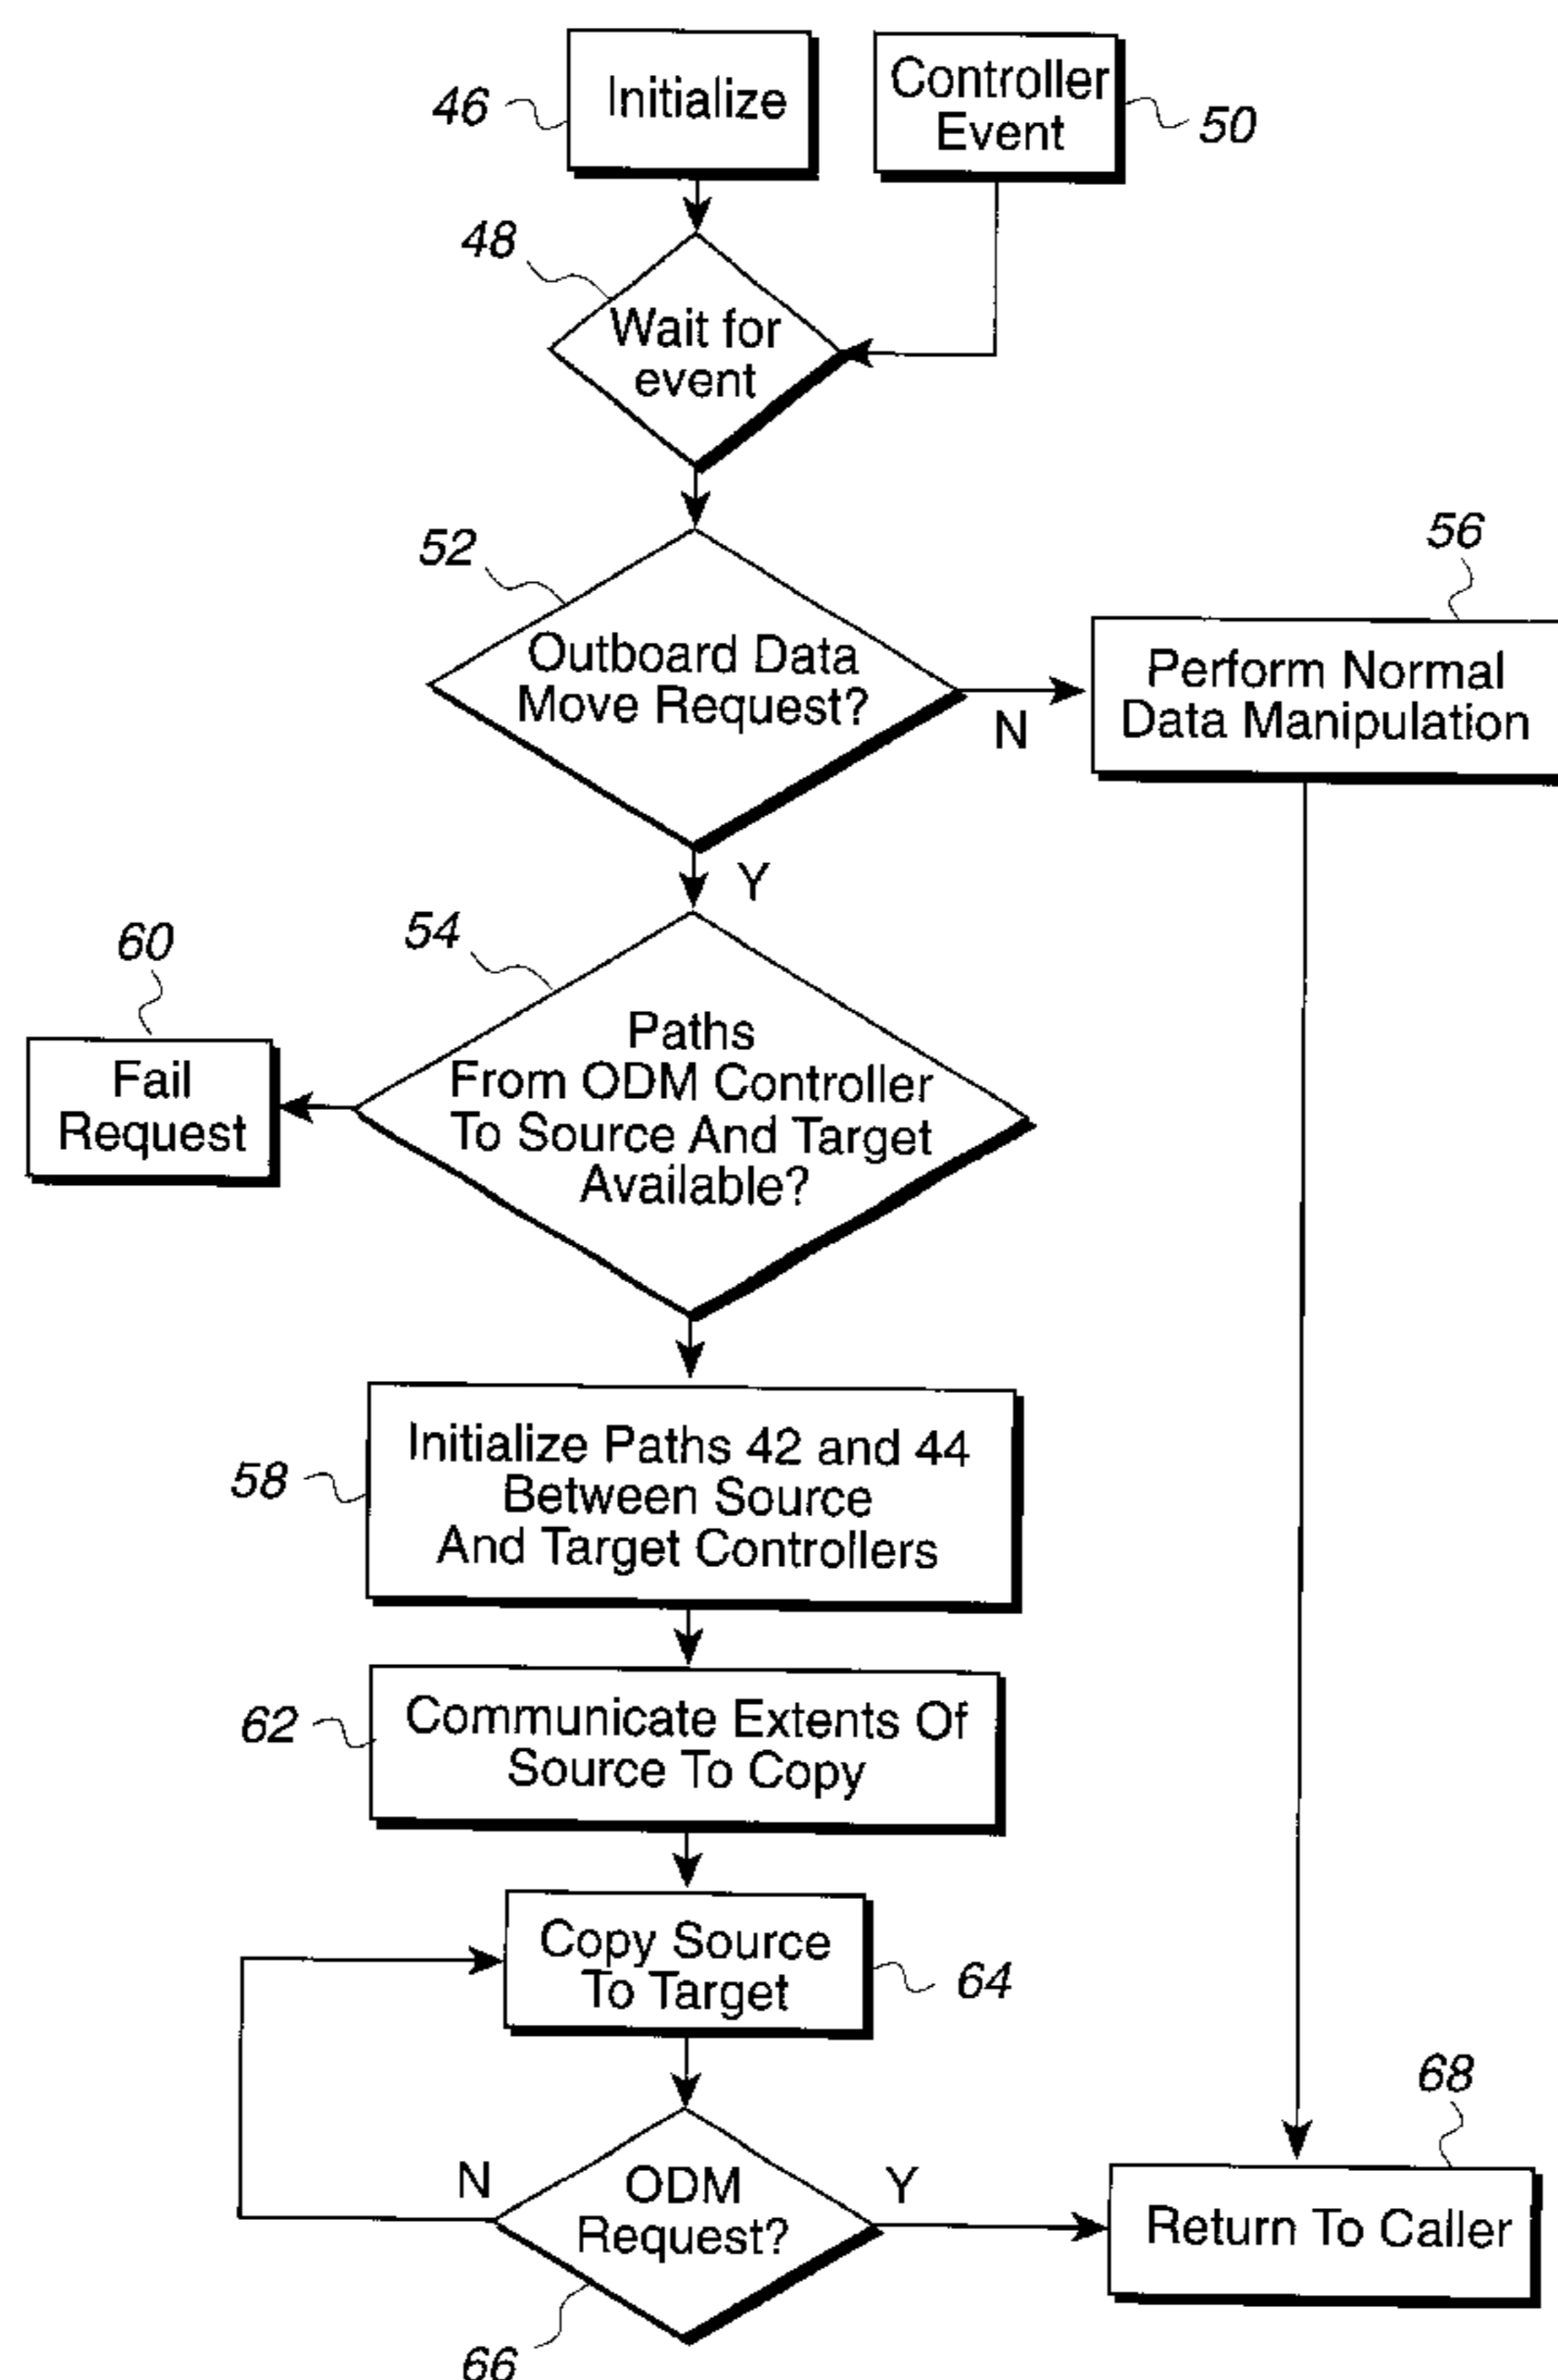 46
Initialize
Controller
Event
50
48
Wait for
event
52
Outboard Data
Move Request?
N
56
Perform Normal
Data Manipulation
Y
54
60
Fail
Request
Paths
From ODM Controller
To Source And Target
Available?
58
Initialize Paths 42 and 44
Between Source
And Target Controllers
62
Communicate Extents Of
Source To Copy
Copy Source
To Target
64
N
ODM
Request?
Y
66
68
Return To Caller